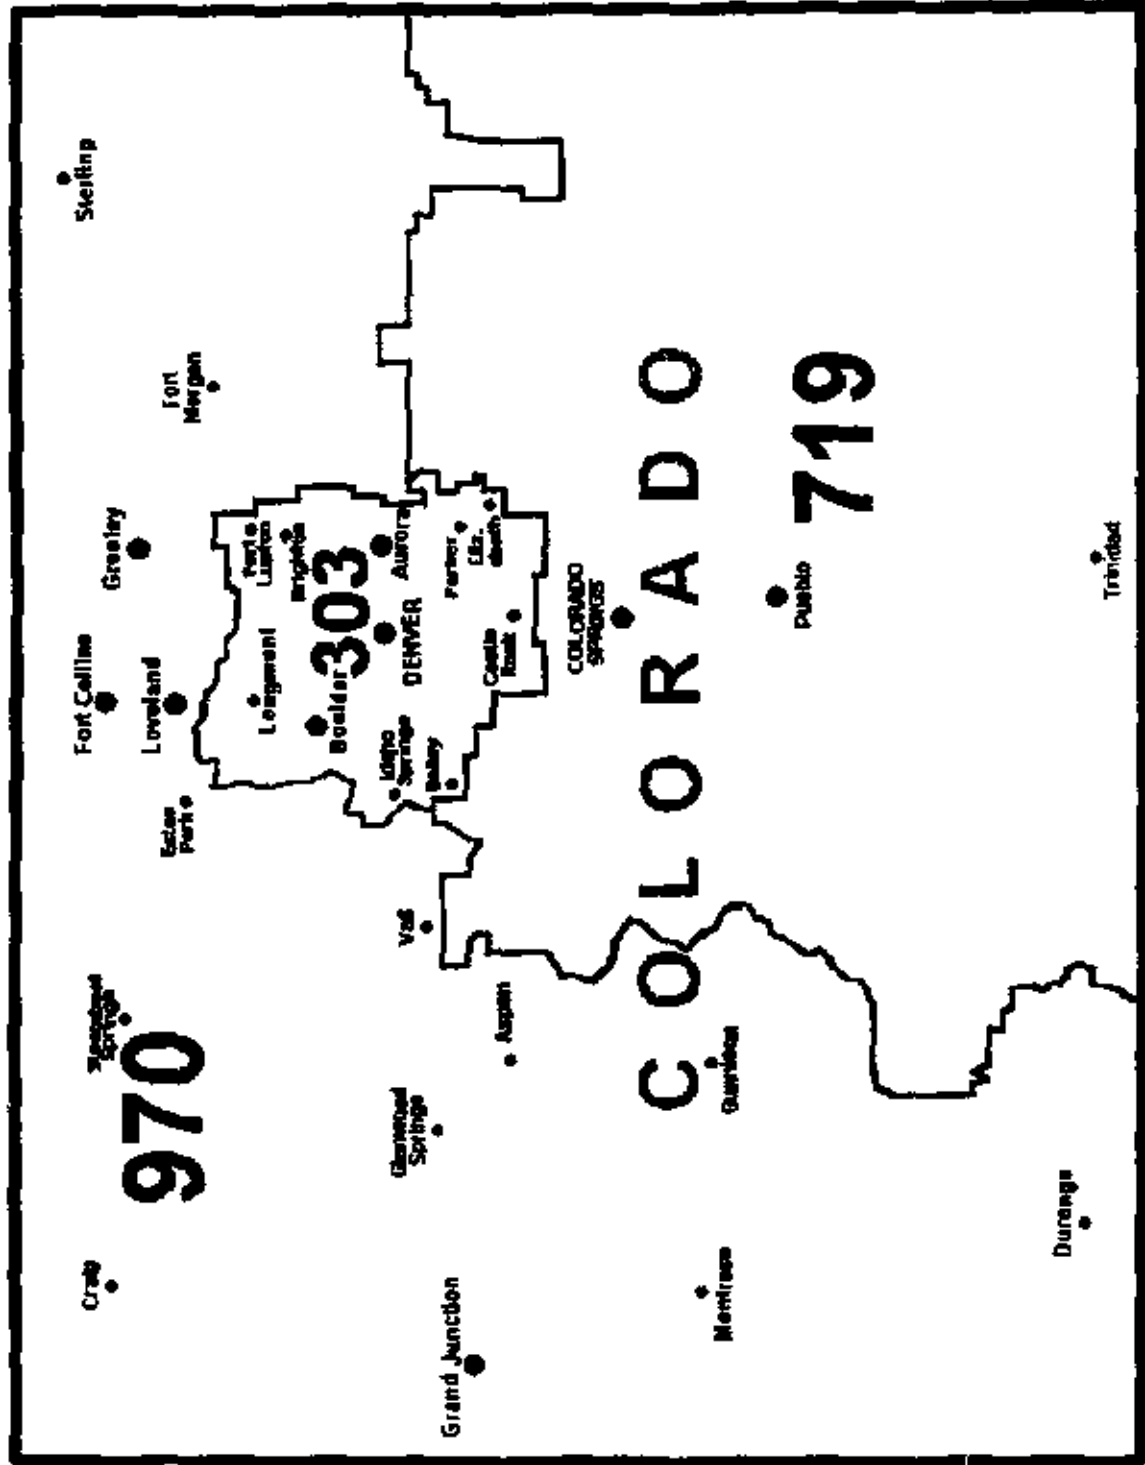 Craig
970
Steamboat
Springs
Estes
Park
Fort Collins
Loveland
Greeley
Fort
Morgan
Sterling
Longmont
Fort
Lupton
Brighton
303
Boulder
Idaho
Springs
DENVER
Aurora
Bailey
Parker
Eliz-
abeth
Castle
Rock
Vail
Glenwood
Springs
Aspen
Grand Junction
COLORADO
SPRINGS
COLORADO
Gunnison
Montrose
Pueblo
719
Durango
Trinidad